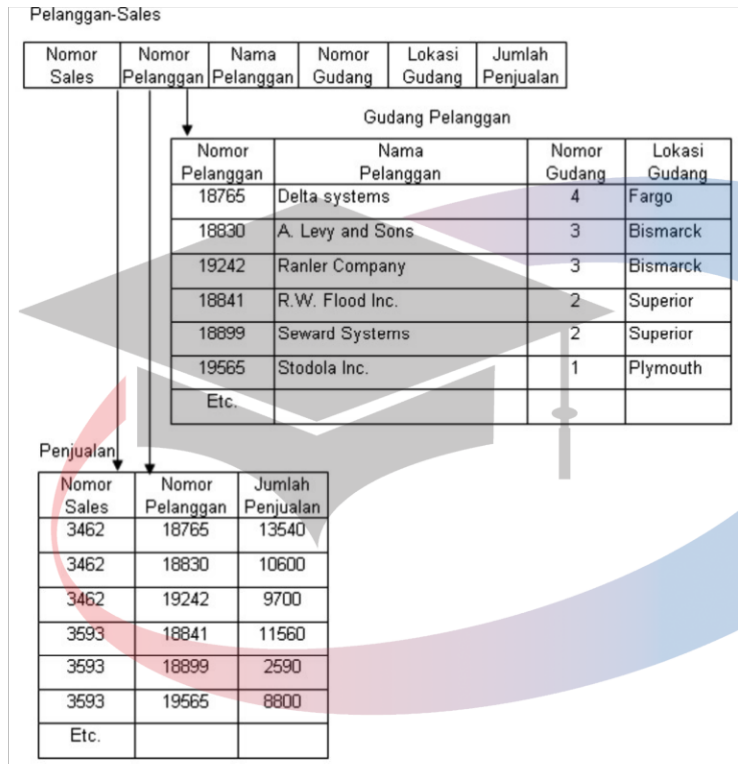 Pelanggan-Sales
Nomor Nomor Nama Nomor Lokasi Jumlah
Sales Pelanggan Pelanggan Gudang Gudang Penjualan
Gudang Pelanggan
Nomor Nama Nomor Lokasi
Pelanggan Pelanggan Gudang Gudang
18765 Delta systems 4 Fargo
18830 A. Levy and Sons 3 Bismarck
19242 Ranler Company 3 Bismarck
18841 R.W. Flood Inc. 2 Superior
18899 Seward Systems 2 Superior
19565 Stodola Inc. 1 Plymouth
Etc.
Penjualan
Nomor Nomor Jumlah
Sales Pelanggan Penjualan
3462 18765 13540
3462 18830 10600
3462 19242 9700
3593 18841 11560
3593 18899 2590
3593 19565 8800
Etc.